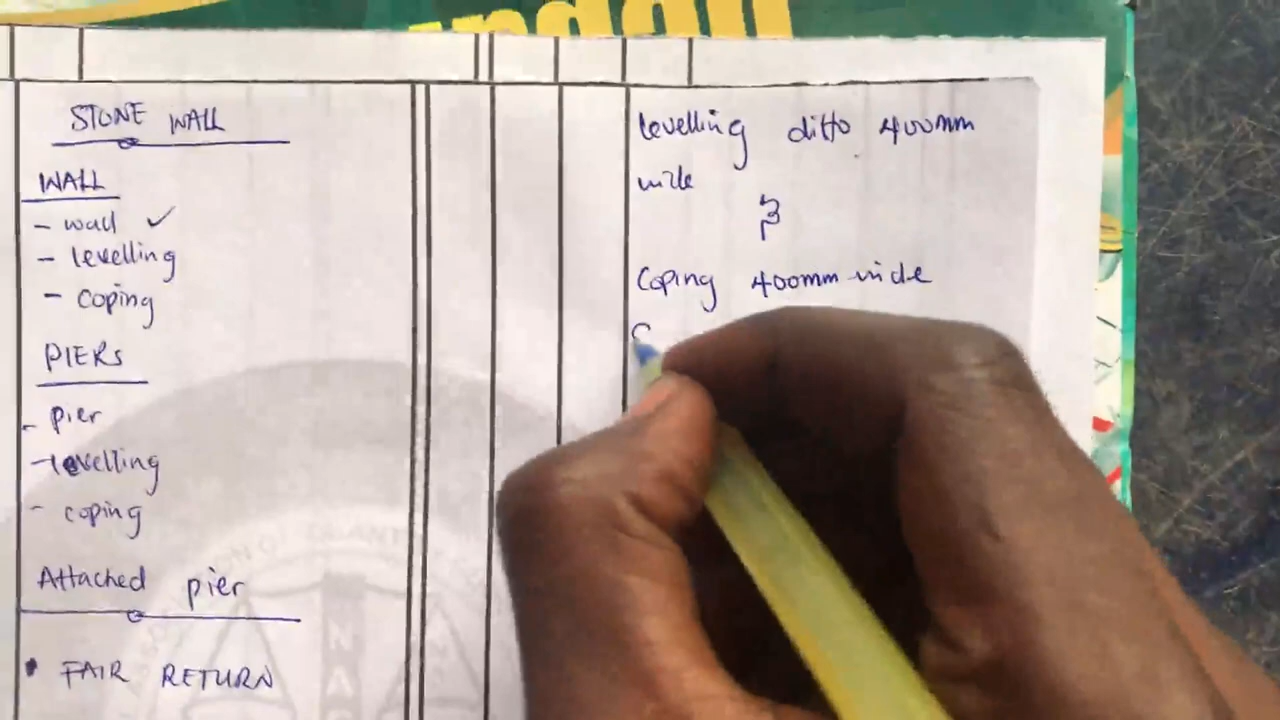 STONE WALL
WALL
- wall ✓
- levelling
- coping
PIERS
- pier
- levelling
- coping
Attached pier
• FAIR RETURN
levelling ditto 400mm
wide
&
Coping 400mm wide
C